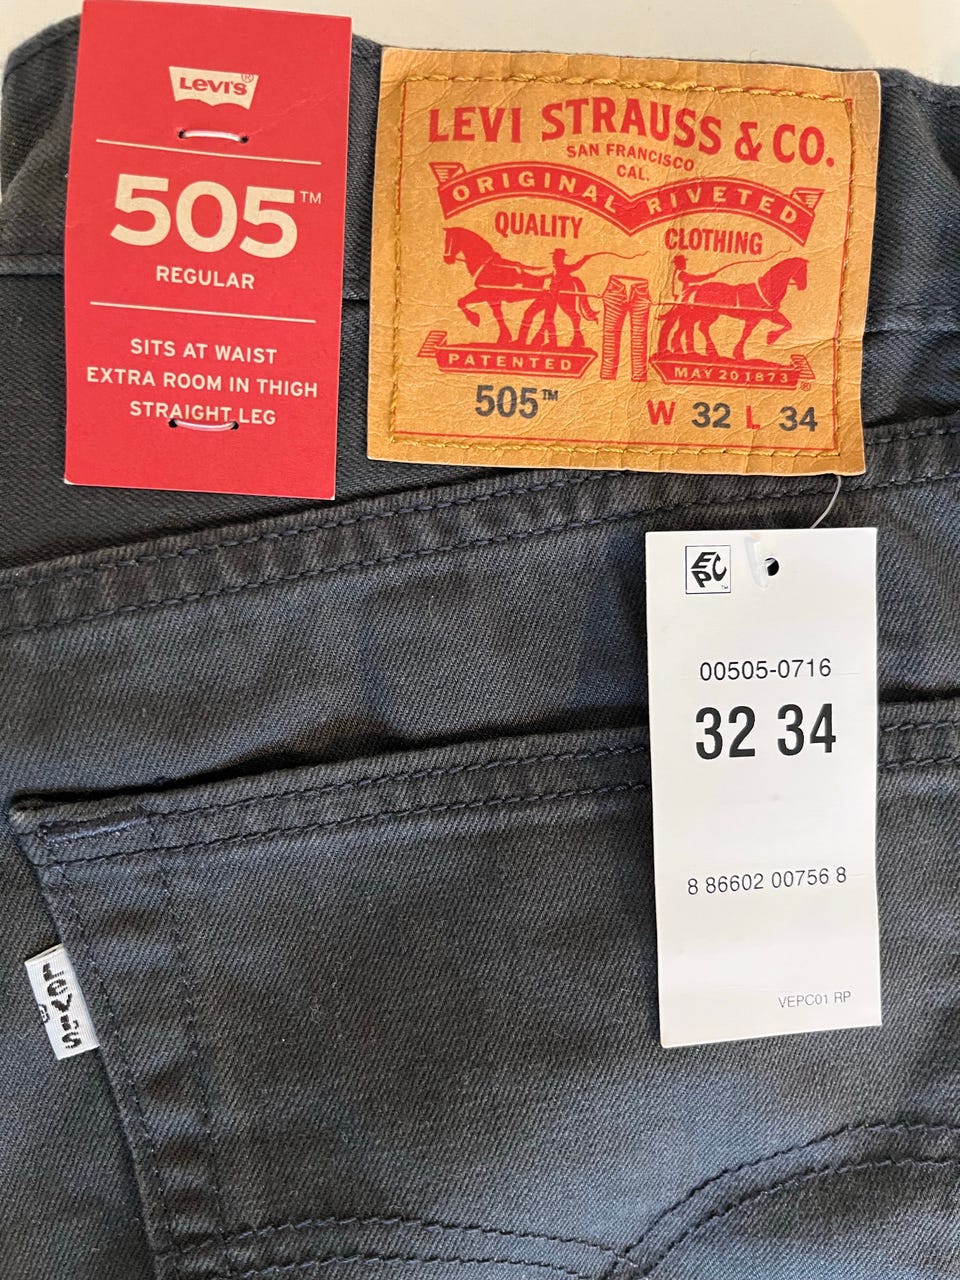 LEVI'S®
505™
REGULAR
SITS AT WAIST
EXTRA ROOM IN THIGH
STRAIGHT LEG
LEVI STRAUSS & CO.
SAN FRANCISCO
CAL.
ORIGINAL RIVETED
QUALITY CLOTHING
PATENTED MAY 20 1873 ®
505™ W 32 L 34
EPC™
00505-0716
32 34
8 86602 00756 8
VEPC01 RP
LEVI'S®